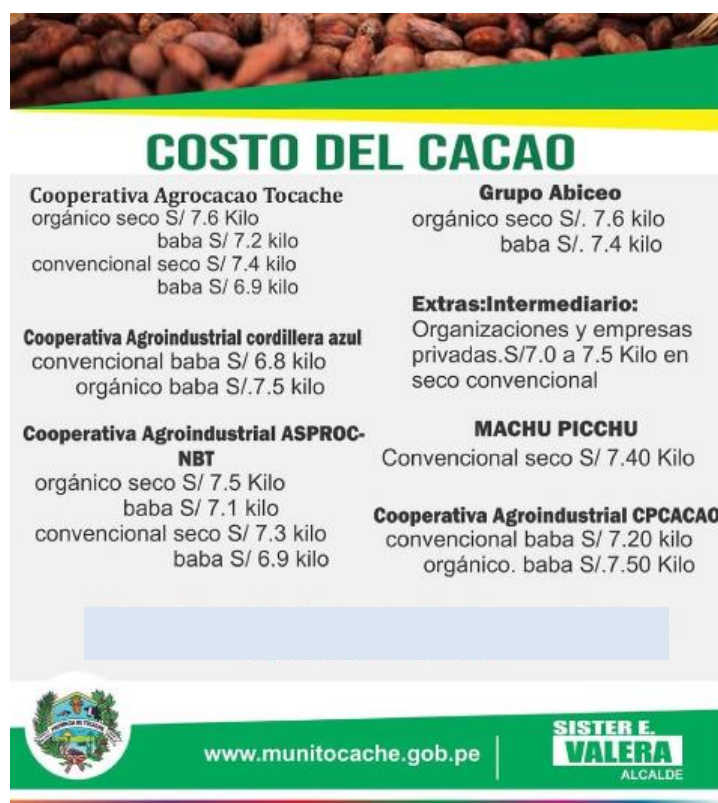 COSTO DEL CACAO
Cooperativa Agrocacao Tocache
orgánico seco S/ 7.6 Kilo
baba S/ 7.2 kilo
convencional seco S/ 7.4 kilo
baba S/ 6.9 kilo
Cooperativa Agroindustrial cordillera azul
convencional baba S/ 6.8 kilo
orgánico baba S/.7.5 kilo
Cooperativa Agroindustrial ASPROC-
NBT
orgánico seco S/ 7.5 Kilo
baba S/ 7.1 kilo
convencional seco S/ 7.3 kilo
baba S/ 6.9 kilo
Grupo Abiceo
orgánico seco S/. 7.6 kilo
baba S/. 7.4 kilo
Extras:Intermediario:
Organizaciones y empresas
privadas.S/7.0 a 7.5 Kilo en
seco convencional
MACHU PICCHU
Convencional seco S/ 7.40 Kilo
Cooperativa Agroindustrial CPCACAO
convencional baba S/ 7.20 kilo
orgánico. baba S/.7.50 Kilo
www.munitocache.gob.pe
SISTER E.
VALERA
ALCALDE